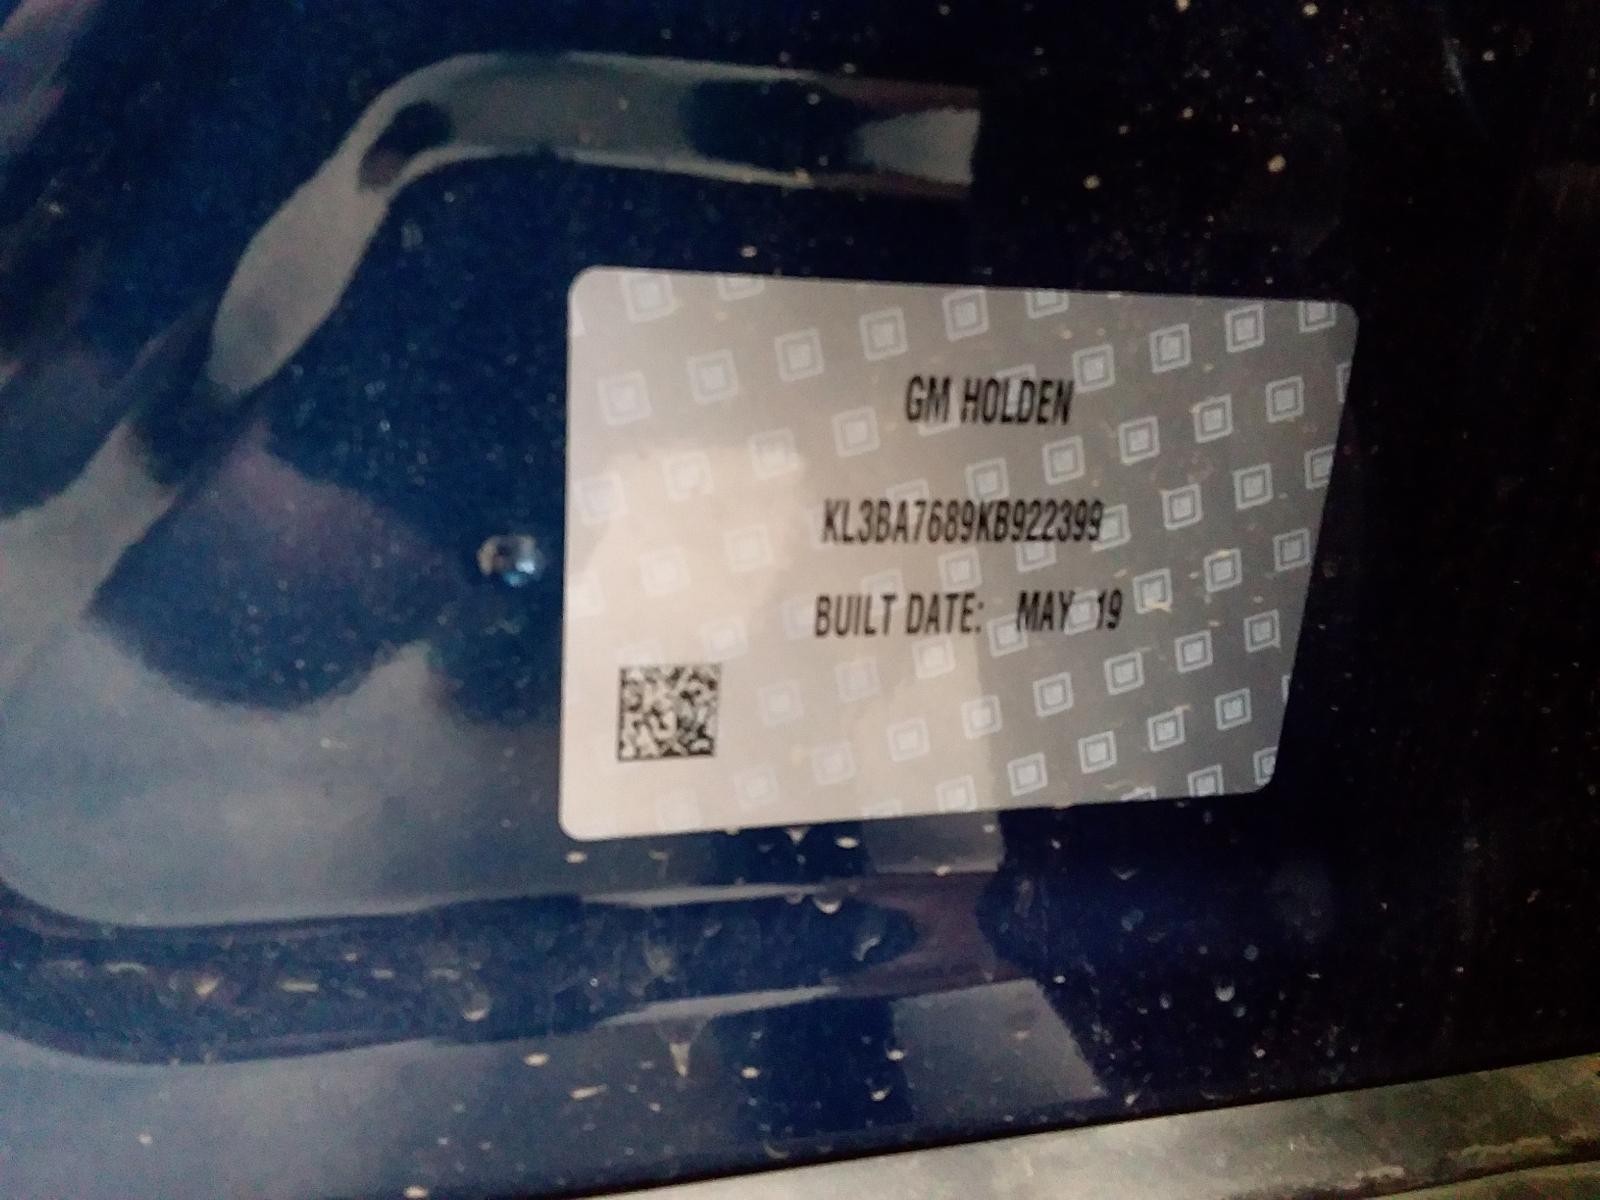 GM HOLDEN
KL3BA7689KB922399
BUILT DATE: MAY 19